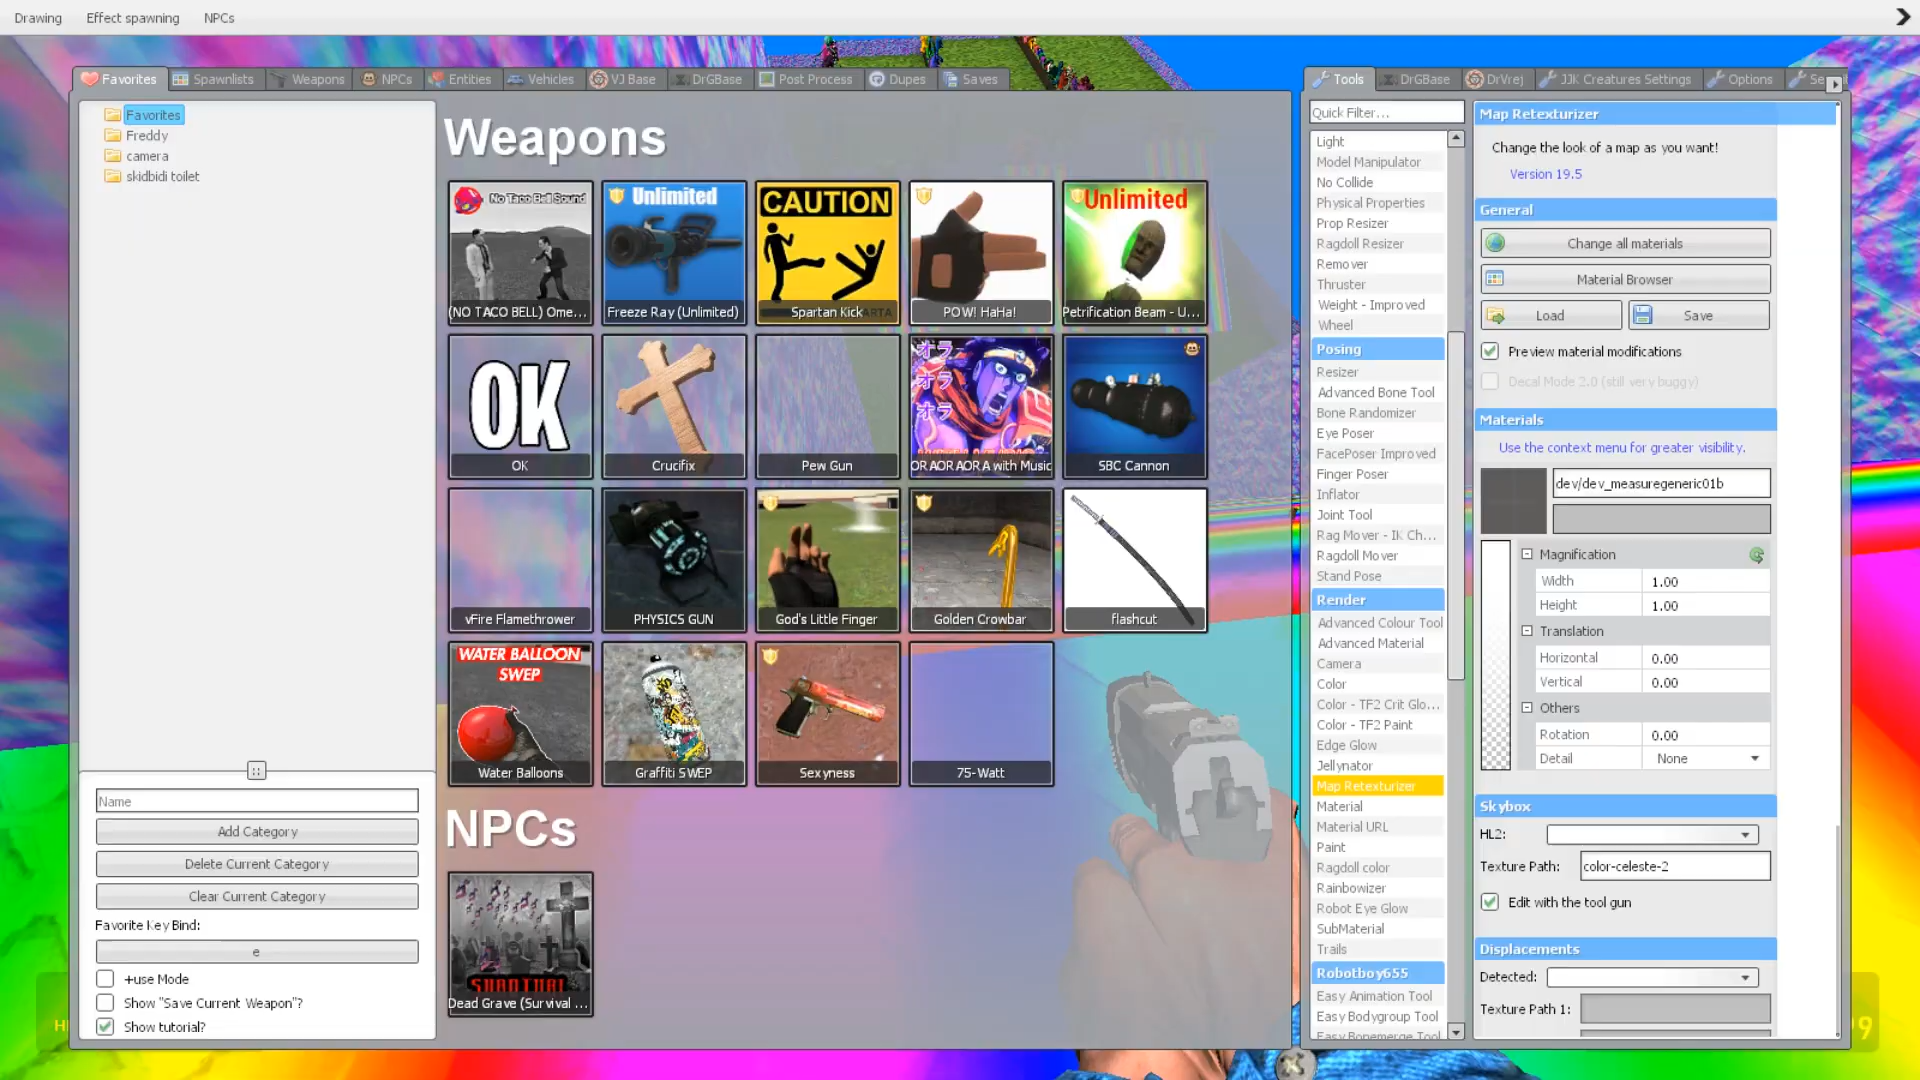 Drawing
Effect spawning
NPCs
Favorites
Spawnlists
Weapons
NPCs
Entities
Vehicles
VJ Base
DrGBase
Post Process
Dupes
Saves
Favorites
Freddy
camera
skidbidi toilet
Name
Add Category
Delete Current Category
Clear Current Category
Favorite Key Bind:
e
+use Mode
Show "Save Current Weapon"?
Show tutorial?
Weapons
No Taco Bell Sound
(NO TACO BELL) Ome...
Unlimited
Freeze Ray (Unlimited)
CAUTION
Spartan Kick
POW! HaHa!
Unlimited
Petrification Beam - U...
OK
OK
Crucifix
Pew Gun
オラ
オラ
オラ
ORAORAORA with Music
SBC Cannon
vFire Flamethrower
PHYSICS GUN
God's Little Finger
Golden Crowbar
flashcut
WATER BALLOON
SWEP
Water Balloons
Graffiti SWEP
Sexyness
75-Watt
NPCs
SURVIVAL
Dead Grave (Survival ...
Tools
DrGBase
DrVrej
JJK Creatures Settings
Options
Quick Filter...
Light
Model Manipulator
No Collide
Physical Properties
Prop Resizer
Ragdoll Resizer
Remover
Thruster
Weight - Improved
Wheel
Posing
Resizer
Advanced Bone Tool
Bone Randomizer
Eye Poser
FacePoser Improved
Finger Poser
Inflator
Joint Tool
Rag Mover - IK Ch...
Ragdoll Mover
Stand Pose
Render
Advanced Colour Tool
Advanced Material
Camera
Color
Color - TF2 Crit Glo...
Color - TF2 Paint
Edge Glow
Jellynator
Map Retexturizer
Material
Material URL
Paint
Ragdoll color
Rainbowizer
Robot Eye Glow
SubMaterial
Trails
Robotboy655
Easy Animation Tool
Easy Bodygroup Tool
Easy Bonemerge Tool
Map Retexturizer
Change the look of a map as you want!
Version 19.5
General
Change all materials
Material Browser
Load
Save
Preview material modifications
Decal Mode 2.0 (still very buggy)
Materials
Use the context menu for greater visibility.
dev/dev_measuregeneric01b
Magnification
Width 1.00
Height 1.00
Translation
Horizontal 0.00
Vertical 0.00
Others
Rotation 0.00
Detail None
Skybox
HL2:
Texture Path: color-celeste-2
Edit with the tool gun
Displacements
Detected:
Texture Path 1: